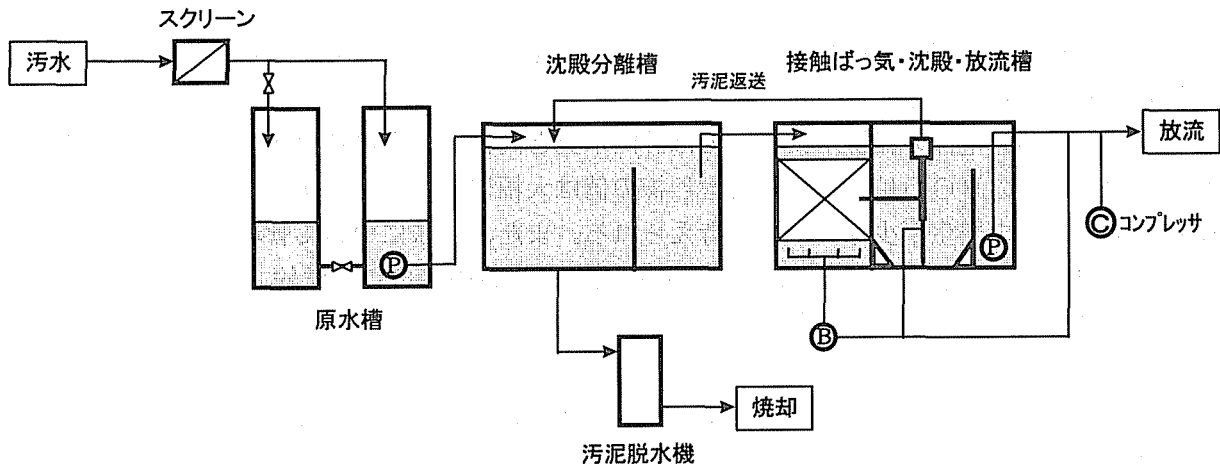 スクリーン
汚水
沈殿分離槽
汚泥返送
接触ばっ気・沈殿・放流槽
放流
P
P
C コンプレッサ
原水槽
B
焼却
汚泥脱水機